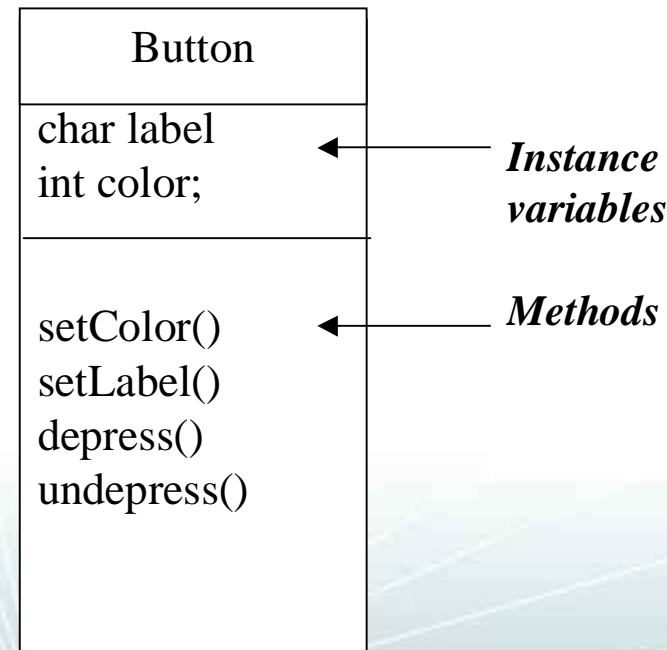 Button
char label
int color;
Instance
variables
setColor()
Methods
setLabel()
depress()
undepress()